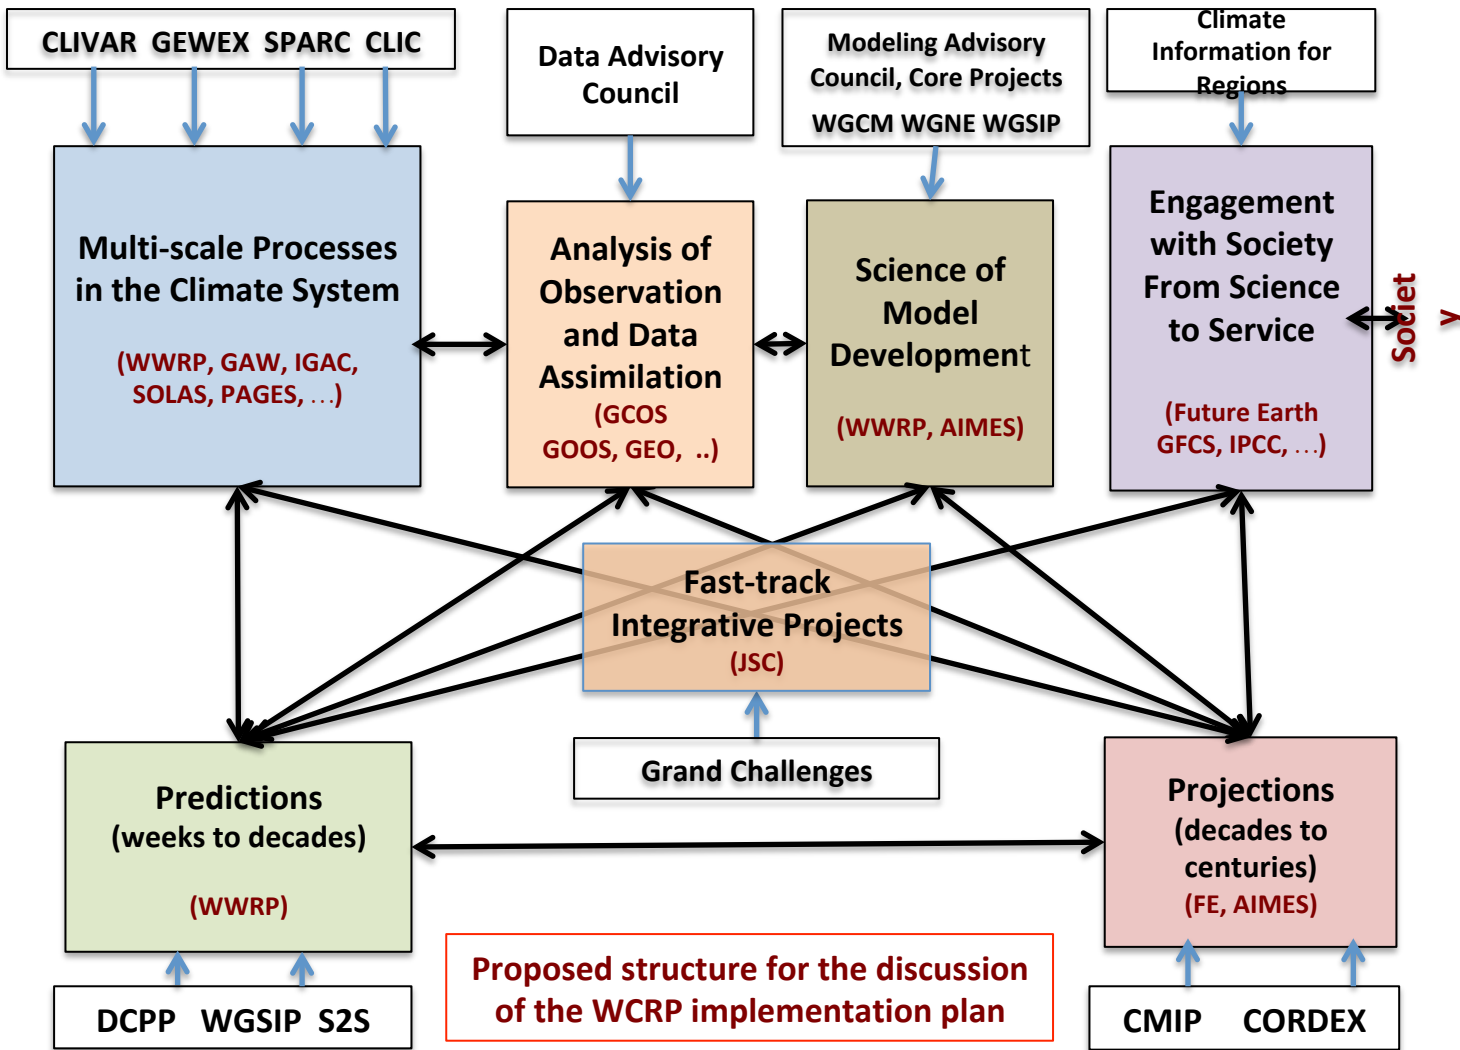 CLIVAR GEWEX SPARC CLIC
Data Advisory
Council
Modeling Advisory
Council, Core Projects
WGCM WGNE WGSIP
Climate
Information for
Regions
Multi-scale Processes
in the Climate System
(WWRP, GAW, IGAC,
SOLAS, PAGES, ...)
Analysis of
Observation
and Data
Assimilation
(GCOS
GOOS, GEO, ..)
Science of
Model
Development
(WWRP, AIMES)
Engagement
with Society
From Science
to Service
(Future Earth
GFCS, IPCC, ...)
Societ
y
Fast-track
Integrative Projects
(JSC)
Grand Challenges
Predictions
(weeks to decades)
(WWRP)
Projections
(decades to
centuries)
(FE, AIMES)
DCPP WGSIP S2S
Proposed structure for the discussion
of the WCRP implementation plan
CMIP CORDEX